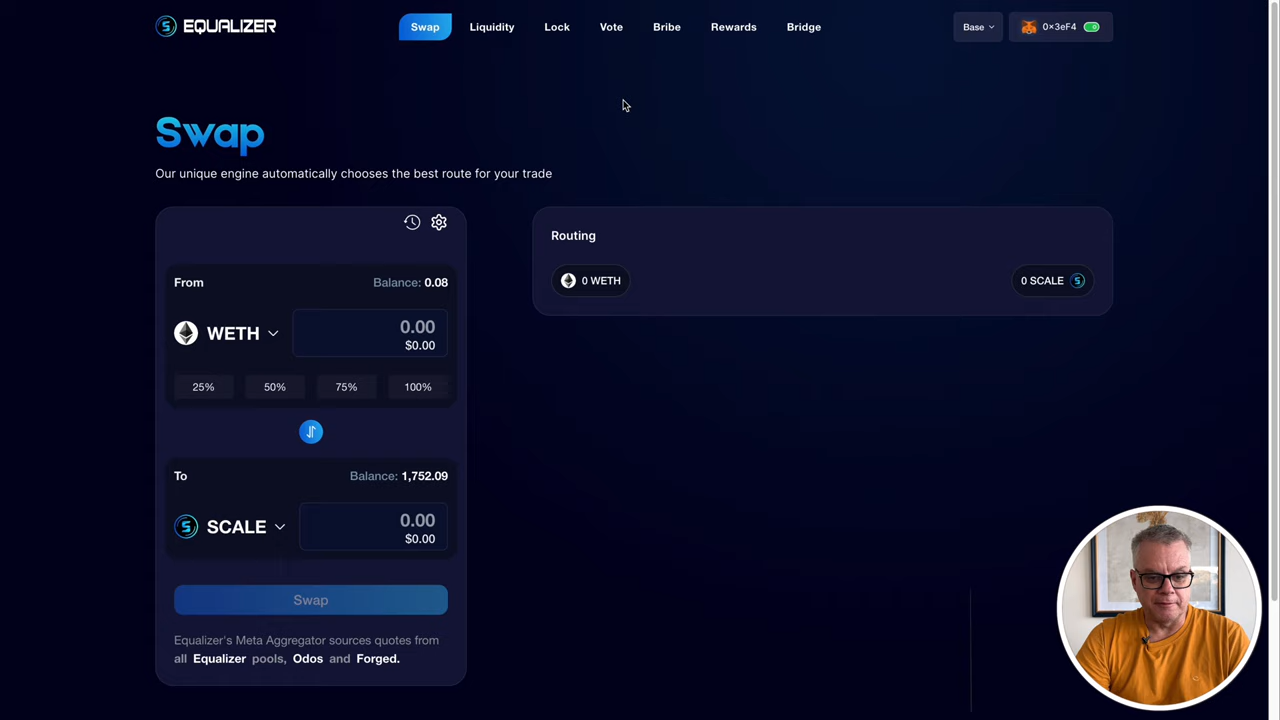 EQUALIZER
Swap
Liquidity
Lock
Vote
Bribe
Rewards
Bridge
Base
0×3eF4
Swap
Our unique engine automatically chooses the best route for your trade
From
Balance: 0.08
WETH
0.00
$0.00
25%
50%
75%
100%
To
Balance: 1,752.09
SCALE
0.00
$0.00
Swap
Equalizer's Meta Aggregator sources quotes from
all Equalizer pools, Odos and Forged.
Routing
0 WETH
0 SCALE